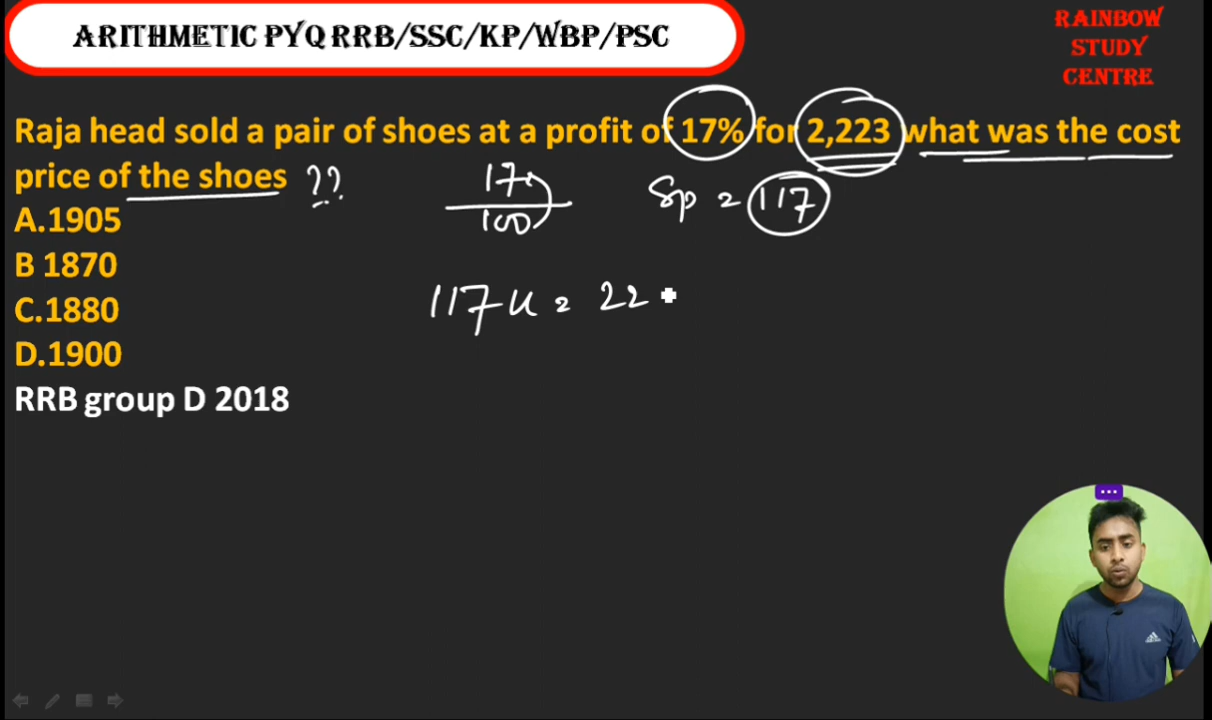 ARITHMETIC PYQ RRB/SSC/KP/WBP/PSC
RAINBOW
STUDY
CENTRE
Raja head sold a pair of shoes at a profit of 17% for 2,223 what was the cost
price of the shoes ??
17
100
Sp = 117
A.1905
B 1870
C.1880
117u = 22
D.1900
RRB group D 2018